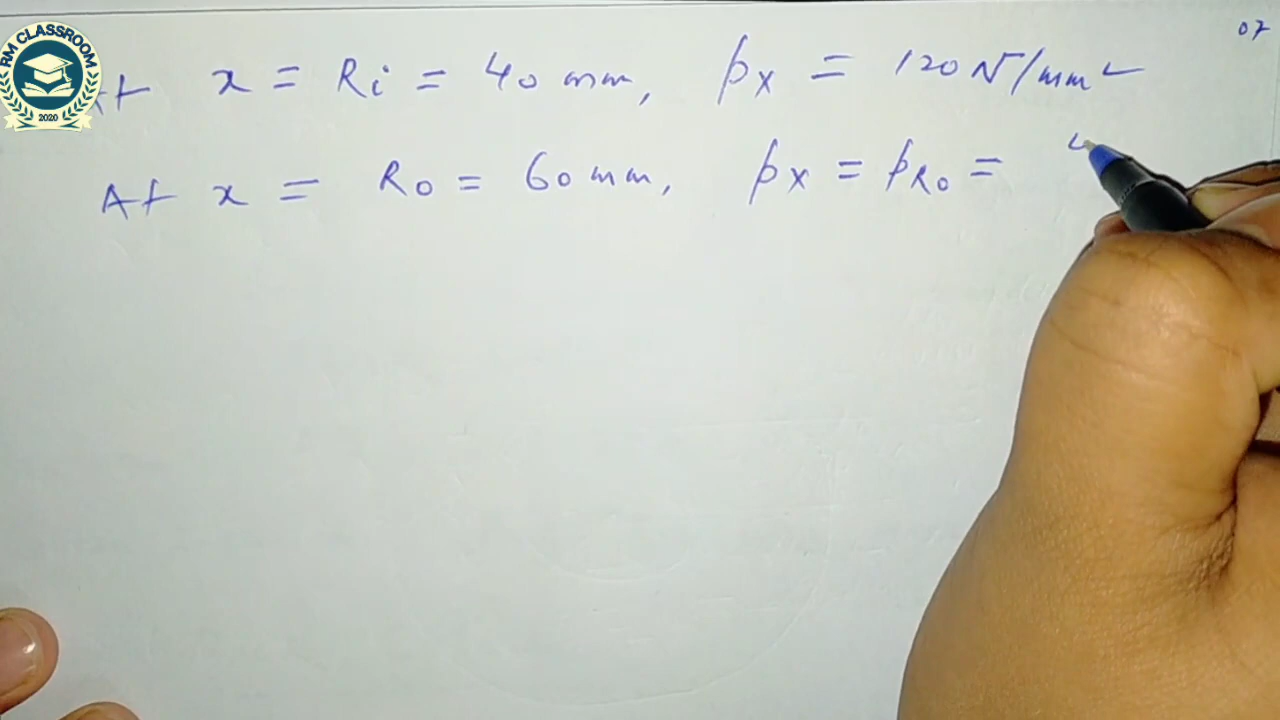 07
RM CLASSROOM
2020
At x = Ri = 40 mm, px = 120 N/mm²
At x = Ro = 60 mm, px = pRo =